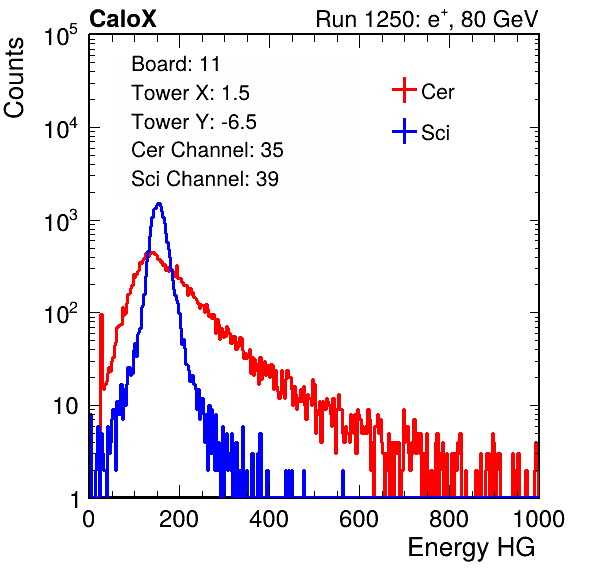 CaloX Run 1250: e⁺, 80 GeV
Counts
10⁵
10⁴
10³
10²
10
1
Board: 11
Tower X: 1.5
Tower Y: -6.5
Cer Channel: 35
Sci Channel: 39
Cer
Sci
0 200 400 600 800 1000
Energy HG